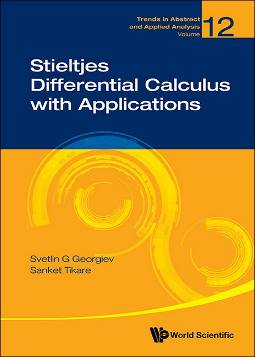 Trends in Abstract
and Applied Analysis
Volume 12
Stieltjes
Differential Calculus
with Applications
Svetlin G Georgiev
Sanket Tikare
World Scientific